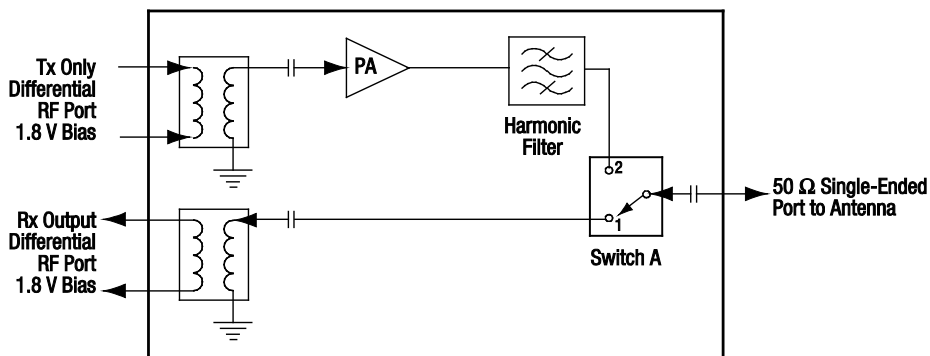 Tx Only
Differential
RF Port
1.8 V Bias
PA
Harmonic
Filter
2
1
Switch A
50 Ω Single-Ended
Port to Antenna
Rx Output
Differential
RF Port
1.8 V Bias